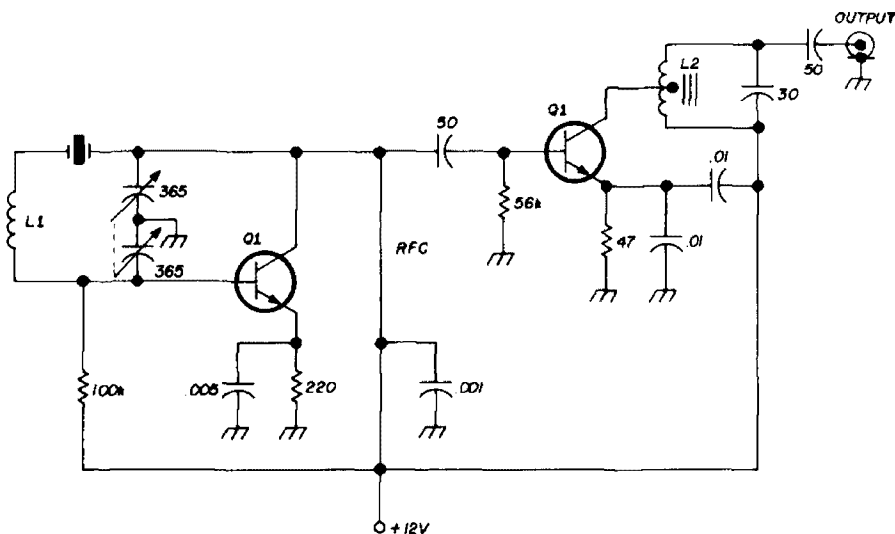 OUTPUT
L2
50
30
Q1
50
.01
365
56k
L1
47
.01
Q1
RFC
365
100k
.005
220
.001
+12V